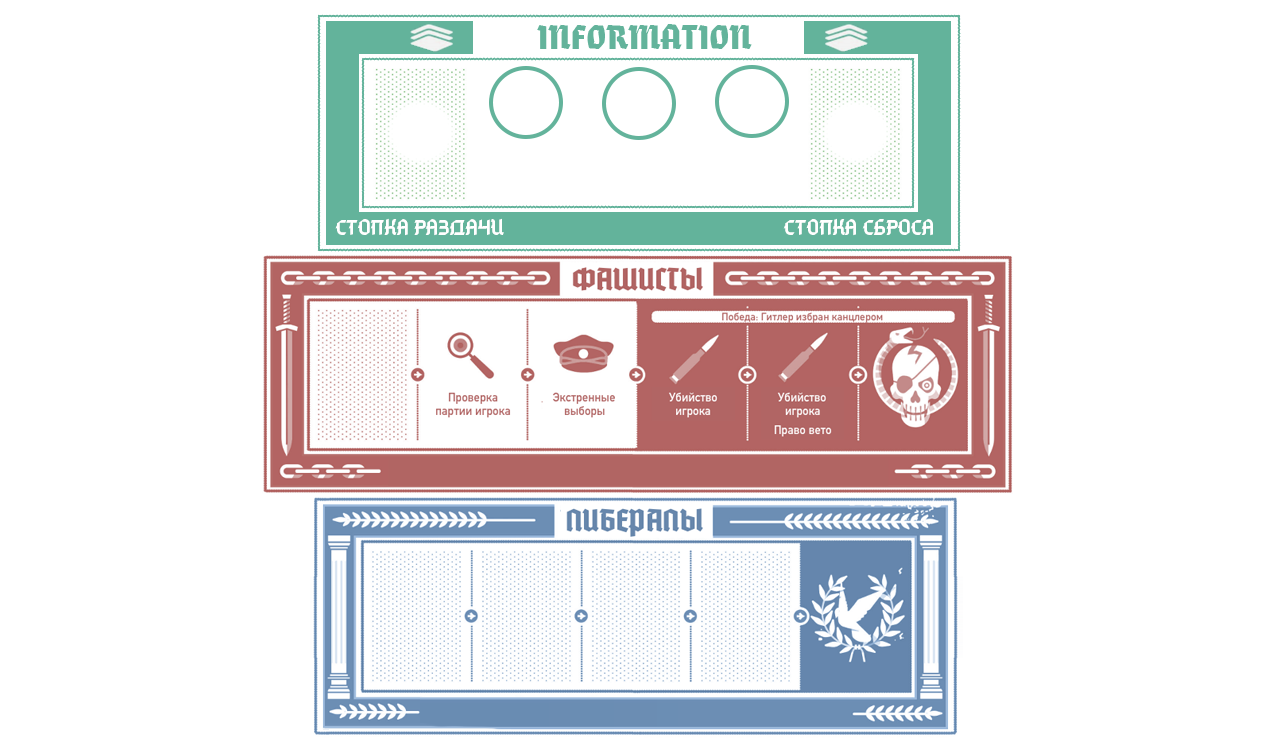 INFORMATION
СТОПКА РАЗДАЧИ
СТОПКА СБРОСА
ФАШИСТЫ
Победа: Гитлер избран канцлером
Проверка
партии игрока
Экстренные
выборы
Убийство
игрока
Убийство
игрока
Право вето
ЛИБЕРАЛЫ